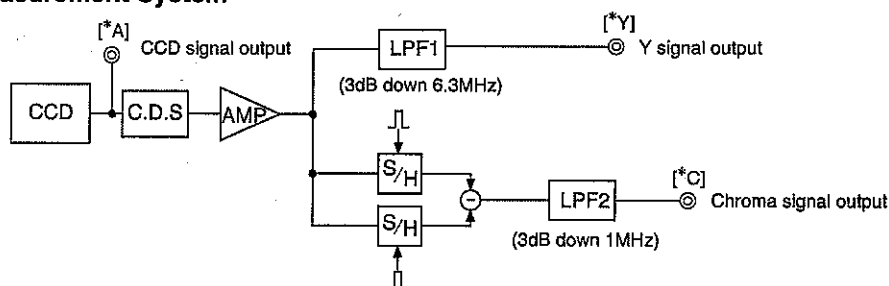 [*A]
CCD signal output
[*Y]
Y signal output
LPF1
(3dB down 6.3MHz)
CCD
C.D.S
AMP
S/H
S/H
−
LPF2
(3dB down 1MHz)
[*C]
Chroma signal output